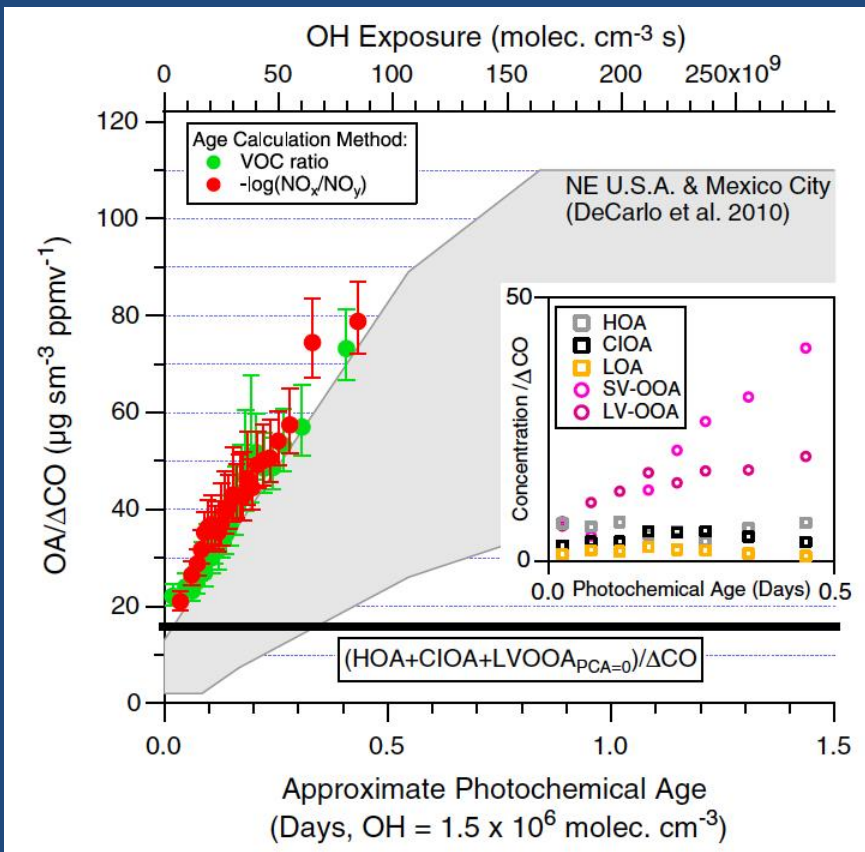 OH Exposure (molec. cm⁻³ s)
0 50 100 150 200 250x10⁹
120
100
80
60
40
20
0
OA/ΔCO (µg sm⁻³ ppmv⁻¹)
Age Calculation Method:
VOC ratio
-log(NOₓ/NOᵧ)
NE U.S.A. & Mexico City
(DeCarlo et al. 2010)
50
0
Concentration /ΔCO
HOA
CIOA
LOA
SV-OOA
LV-OOA
0.0 Photochemical Age (Days) 0.5
(HOA+CIOA+LVOOA_PCA=0)/ΔCO
0.0 0.5 1.0 1.5
Approximate Photochemical Age
(Days, OH = 1.5 x 10⁶ molec. cm⁻³)